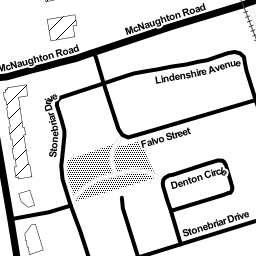 McNaughton Road
McNaughton Road
Lindenshire Avenue
Stonebriar Drive
Falvo Street
Denton Circle
Stonebriar Drive